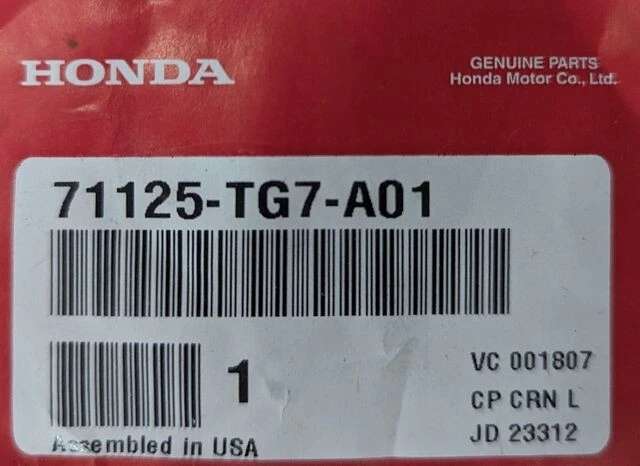 HONDA
GENUINE PARTS
Honda Motor Co., Ltd.
71125-TG7-A01
1
VC 001807
CP CRN L
JD 23312
Assembled in USA